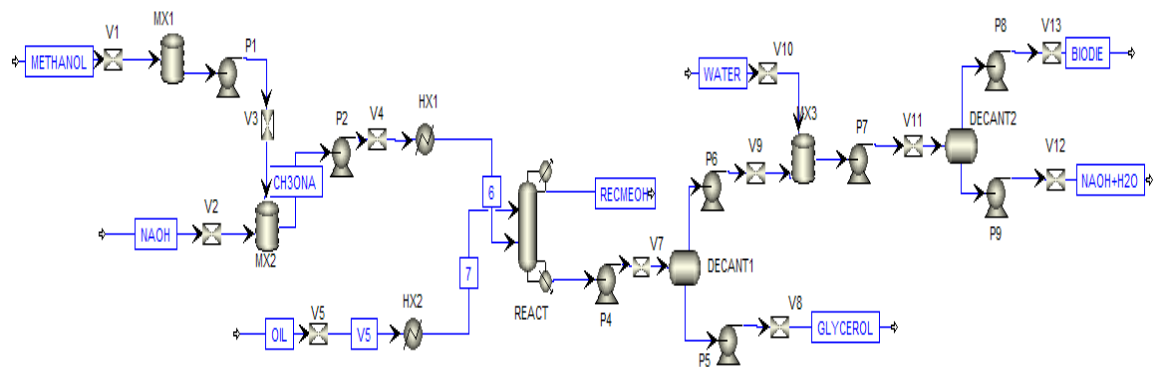 MX1
V1
METHANOL
P1
V3
P2
V4
HX1
CH3ONA
NAOH
V2
MX2
6
7
RECMEOH
REACT
OIL
V5
V5
HX2
P4
V7
DECANT1
P5
V8
GLYCEROL
P6
V9
WATER
V10
MX3
P7
V11
DECANT2
P8
V13
BIODIE
P9
V12
NAOH+H2O